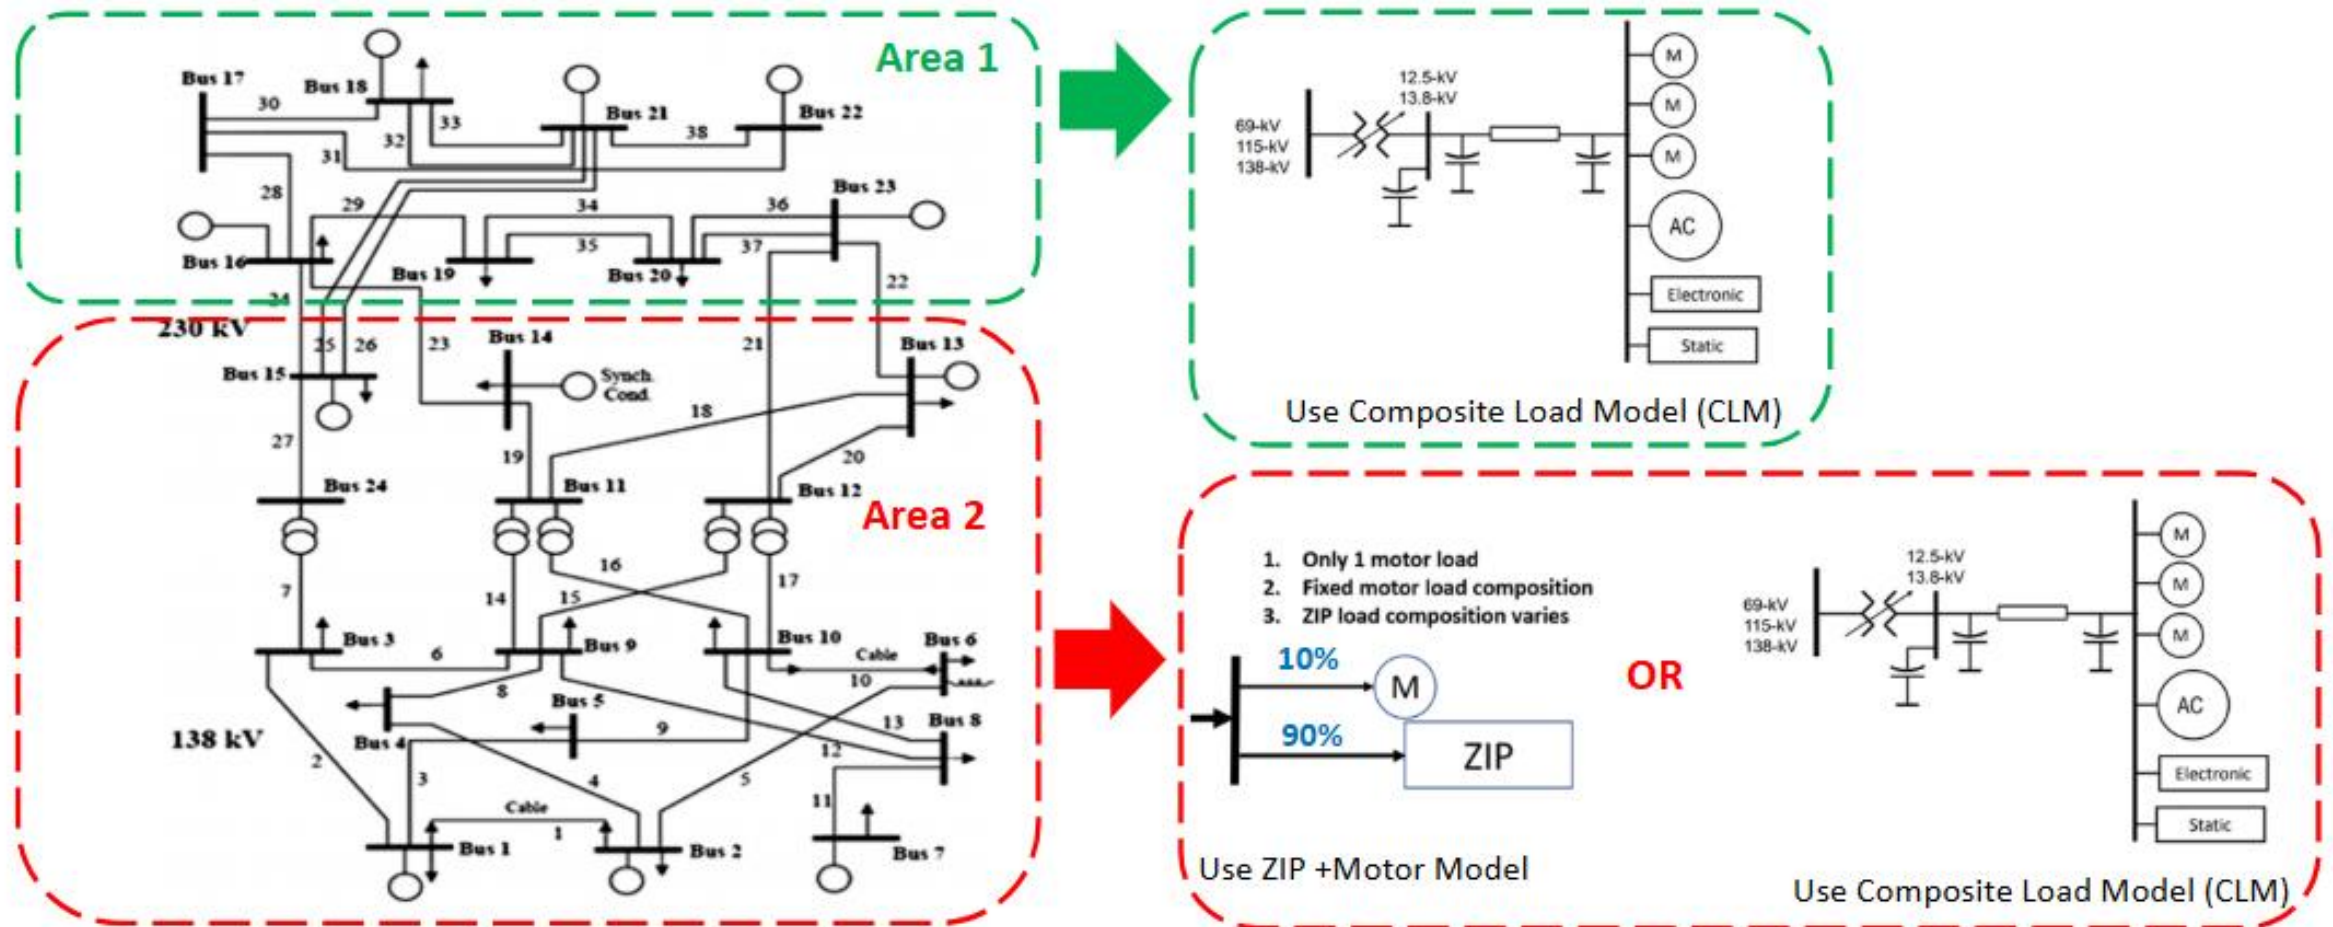 Area 1
Bus 17
Bus 18
Bus 21
Bus 22
30
33
32
38
31
28
29
34
36
Bus 23
35
37
Bus 16
Bus 19
Bus 20
22
24
12.5-kV
13.8-kV
69-kV
115-kV
138-kV
M
M
M
AC
Electronic
Static
Use Composite Load Model (CLM)
230 kV
25
26
23
Bus 14
21
Bus 13
Bus 15
Synch.
Cond.
18
27
19
20
Bus 24
Bus 11
Bus 12
Area 2
16
17
7
14
15
Bus 3
Bus 9
Bus 10
Bus 6
6
Cable
10
8
Bus 5
13
Bus 8
138 kV
Bus 4
9
12
2
3
4
5
Cable
1
11
Bus 1
Bus 2
Bus 7
1. Only 1 motor load
2. Fixed motor load composition
3. ZIP load composition varies
10%
M
90%
ZIP
Use ZIP +Motor Model
OR
12.5-kV
13.8-kV
69-kV
115-kV
138-kV
M
M
M
AC
Electronic
Static
Use Composite Load Model (CLM)